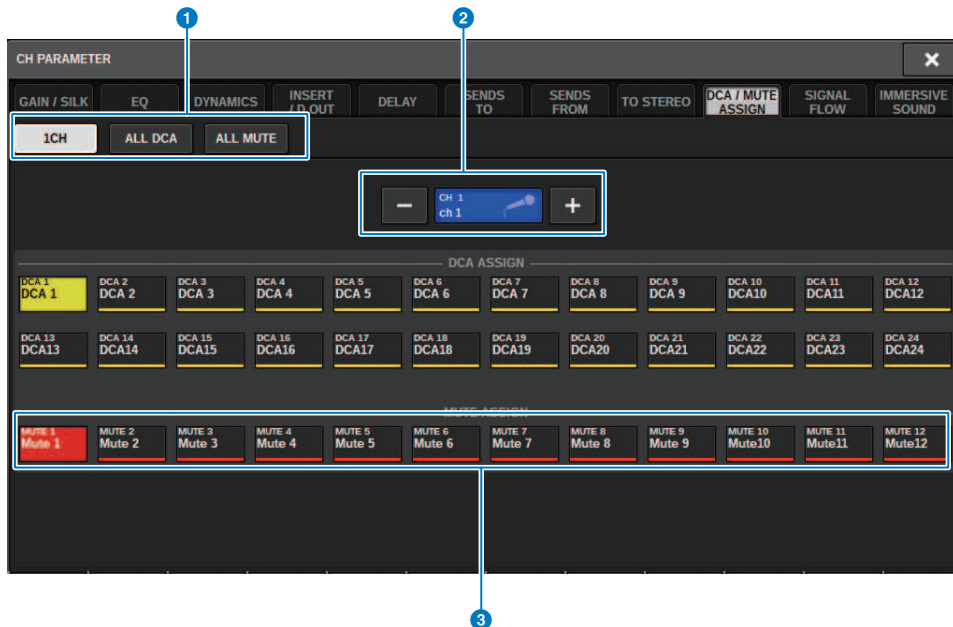 1 2
CH PARAMETER ×
GAIN / SILK EQ DYNAMICS INSERT / D.OUT DELAY SENDS TO SENDS FROM TO STEREO DCA / MUTE ASSIGN SIGNAL FLOW IMMERSIVE SOUND
1CH ALL DCA ALL MUTE
− CH 1 ch 1 +
DCA ASSIGN
DCA 1 DCA 2 DCA 3 DCA 4 DCA 5 DCA 6 DCA 7 DCA 8 DCA 9 DCA 10 DCA 11 DCA 12
DCA 1 DCA 2 DCA 3 DCA 4 DCA 5 DCA 6 DCA 7 DCA 8 DCA 9 DCA10 DCA11 DCA12
DCA 13 DCA 14 DCA 15 DCA 16 DCA 17 DCA 18 DCA 19 DCA 20 DCA 21 DCA 22 DCA 23 DCA 24
DCA13 DCA14 DCA15 DCA16 DCA17 DCA18 DCA19 DCA20 DCA21 DCA22 DCA23 DCA24
MUTE ASSIGN
MUTE 1 MUTE 2 MUTE 3 MUTE 4 MUTE 5 MUTE 6 MUTE 7 MUTE 8 MUTE 9 MUTE 10 MUTE 11 MUTE 12
Mute 1 Mute 2 Mute 3 Mute 4 Mute 5 Mute 6 Mute 7 Mute 8 Mute 9 Mute10 Mute11 Mute12
3